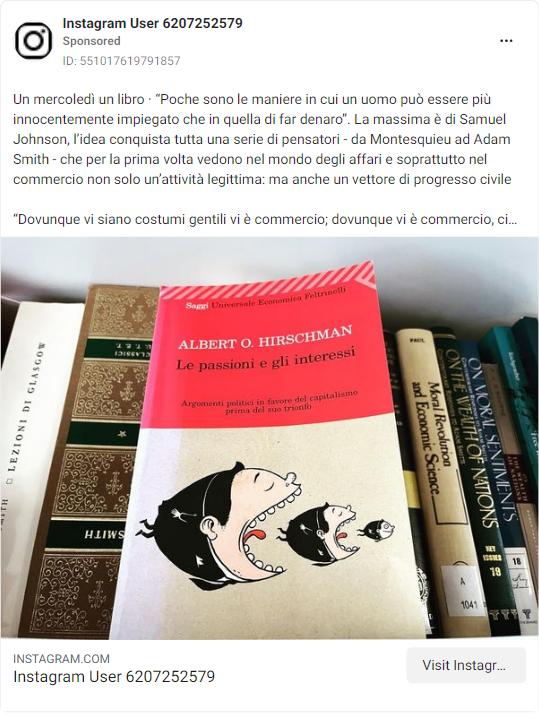 Instagram User 6207252579
Sponsored
ID: 551017619791857
Un mercoledì un libro · “Poche sono le maniere in cui un uomo può essere più
innocentemente impiegato che in quella di far denaro”. La massima è di Samuel
Johnson, l’idea conquista tutta una serie di pensatori - da Montesquieu ad Adam
Smith - che per la prima volta vedono nel mondo degli affari e soprattutto nel
commercio non solo un’attività legittima: ma anche un vettore di progresso civile
“Dovunque vi siano costumi gentili vi è commercio; dovunque vi è commercio, ci...
Saggi Universale Economica Feltrinelli
ALBERT O. HIRSCHMAN
Le passioni e gli interessi
Argomenti politici in favore del capitalismo
prima del suo trionfo
LEZIONI DI GLASGOW
CLASSICI
U.T.E.T.
SMITH
PAUL
Moral Revolution
and Economic Science
A
1041
ON THE WEALTH OF NATIONS
ON MORAL SENTIMENTS
19
18
INSTAGRAM.COM
Instagram User 6207252579
Visit Instagr...